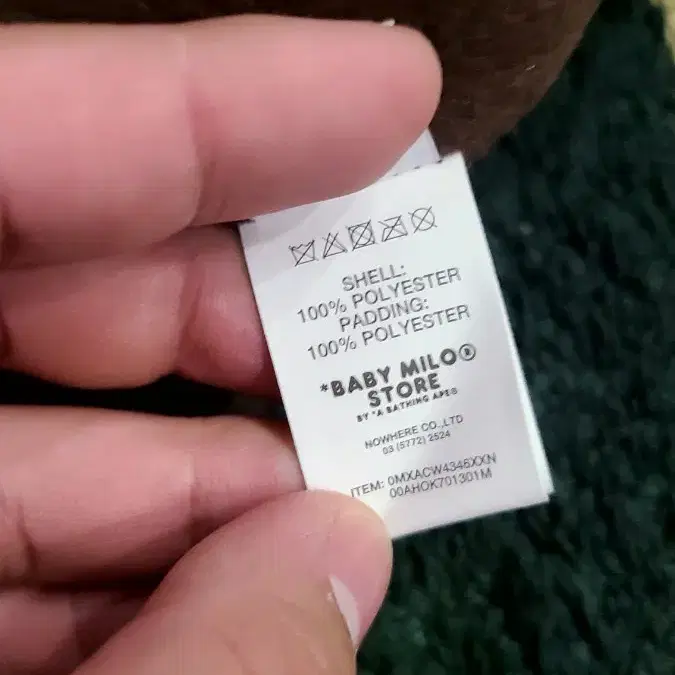 SHELL:
100% POLYESTER
PADDING:
100% POLYESTER
*BABY MILO®
STORE
BY *A BATHING APE®
NOWHERE CO.,LTD
03 (5772) 2524
ITEM: 0MXACW4346XXN
00AHOK701301M